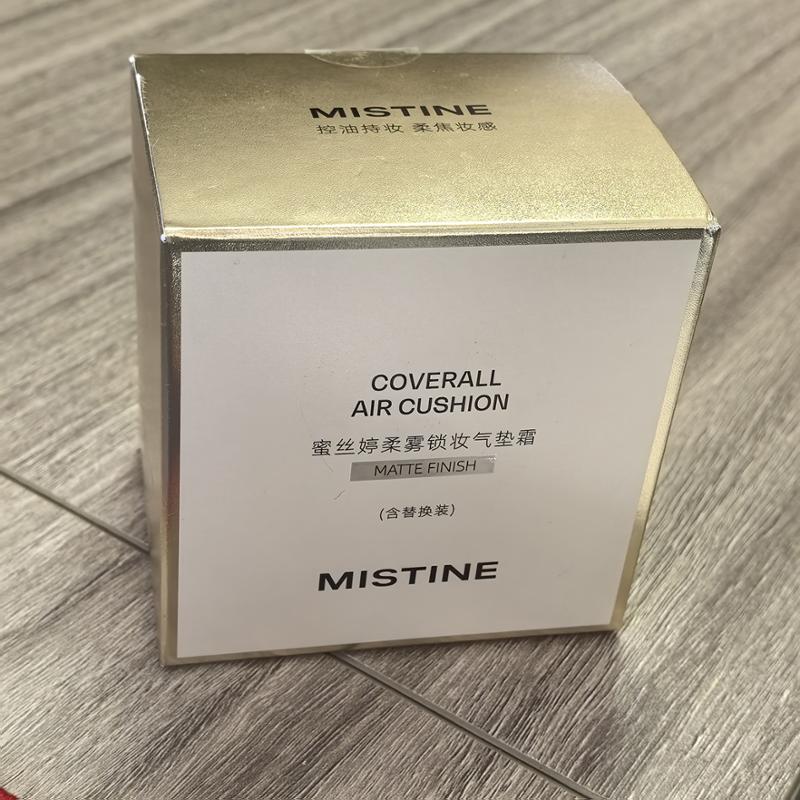 MISTINE
控油持妆 柔焦妆感
COVERALL
AIR CUSHION
蜜丝婷柔雾锁妆气垫霜
MATTE FINISH
(含替换装)
MISTINE